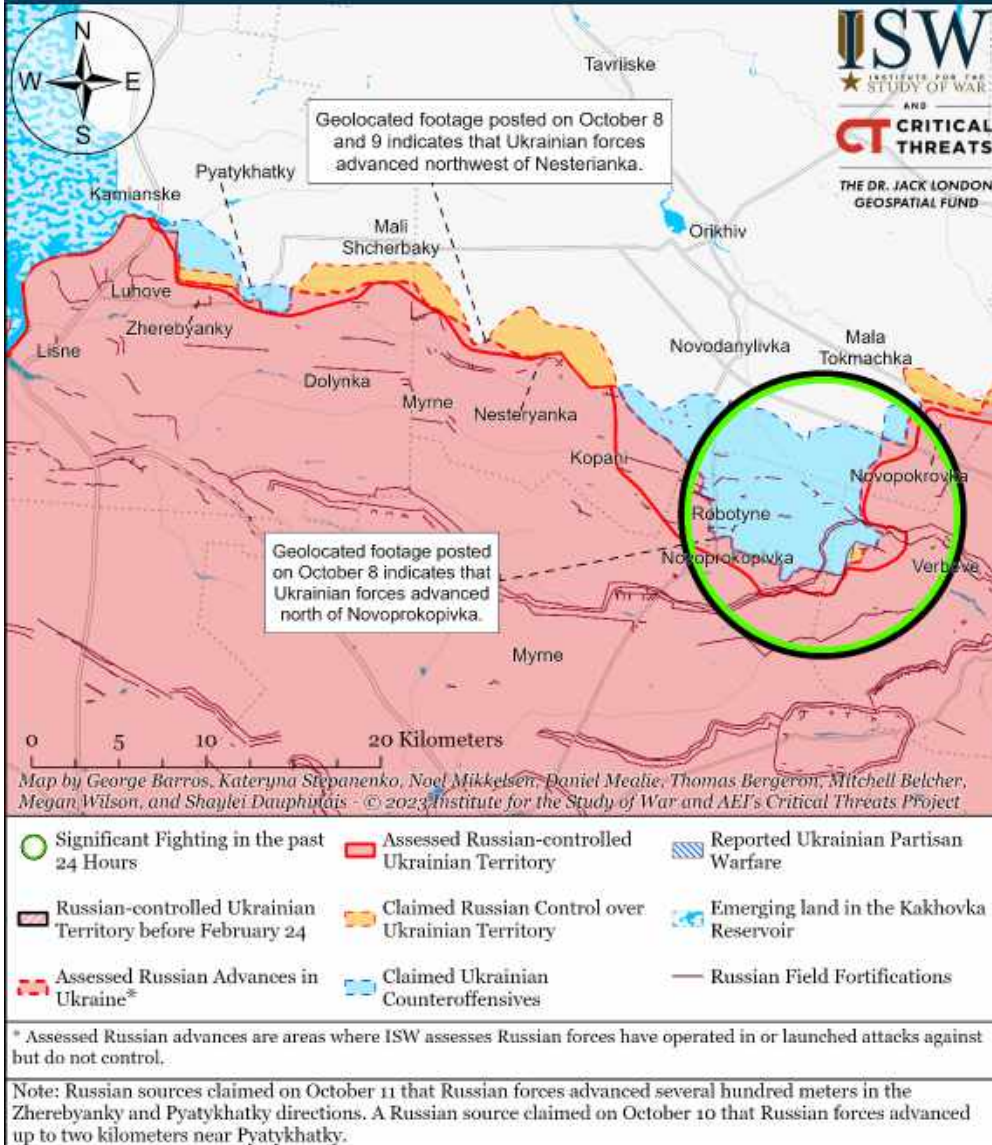 N
W
E
S
ISW
INSTITUTE FOR THE
STUDY OF WAR
AND
CT CRITICAL
THREATS
THE DR. JACK LONDON
GEOSPATIAL FUND
Tavriiske
Geolocated footage posted on October 8
and 9 indicates that Ukrainian forces
advanced northwest of Nesterianka.
Pyatykhatky
Kamianske
Mali
Shcherbaky
Orikhiv
Luhove
Zherebyanky
Lišne
Dolynka
Myrne
Nesteryanka
Novodanylivka
Mala
Tokmachka
Kopani
Novopokrovka
Robotyne
Novoprokopivka
Verbove
Geolocated footage posted
on October 8 indicates that
Ukrainian forces advanced
north of Novoprokopivka.
Myrne
0 5 10 20 Kilometers
Map by George Barros, Kateryna Stepanenko, Noel Mikkelsen, Daniel Mealie, Thomas Bergeron, Mitchell Belcher,
Megan Wilson, and Shaylei Dauphinais - © 2023 Institute for the Study of War and AEI's Critical Threats Project
Significant Fighting in the past
24 Hours
Assessed Russian-controlled
Ukrainian Territory
Reported Ukrainian Partisan
Warfare
Russian-controlled Ukrainian
Territory before February 24
Claimed Russian Control over
Ukrainian Territory
Emerging land in the Kakhovka
Reservoir
Assessed Russian Advances in
Ukraine*
Claimed Ukrainian
Counteroffensives
Russian Field Fortifications
* Assessed Russian advances are areas where ISW assesses Russian forces have operated in or launched attacks against
but do not control.
Note: Russian sources claimed on October 11 that Russian forces advanced several hundred meters in the
Zherebyanky and Pyatykhatky directions. A Russian source claimed on October 10 that Russian forces advanced
up to two kilometers near Pyatykhatky.